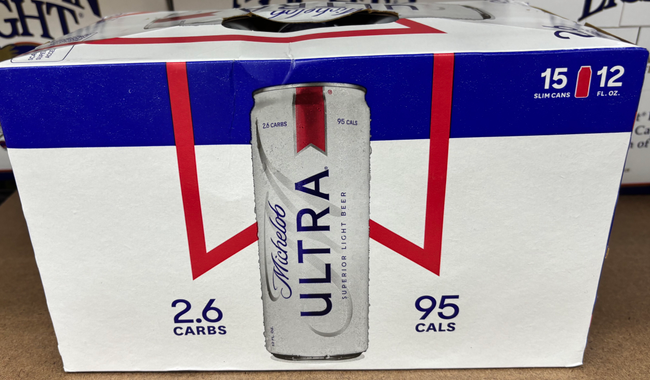 15
SLIM CANS
12
FL. OZ.
2.6 CARBS
95 CALS
Michelob
ULTRA
SUPERIOR LIGHT BEER
2.6
CARBS
95
CALS